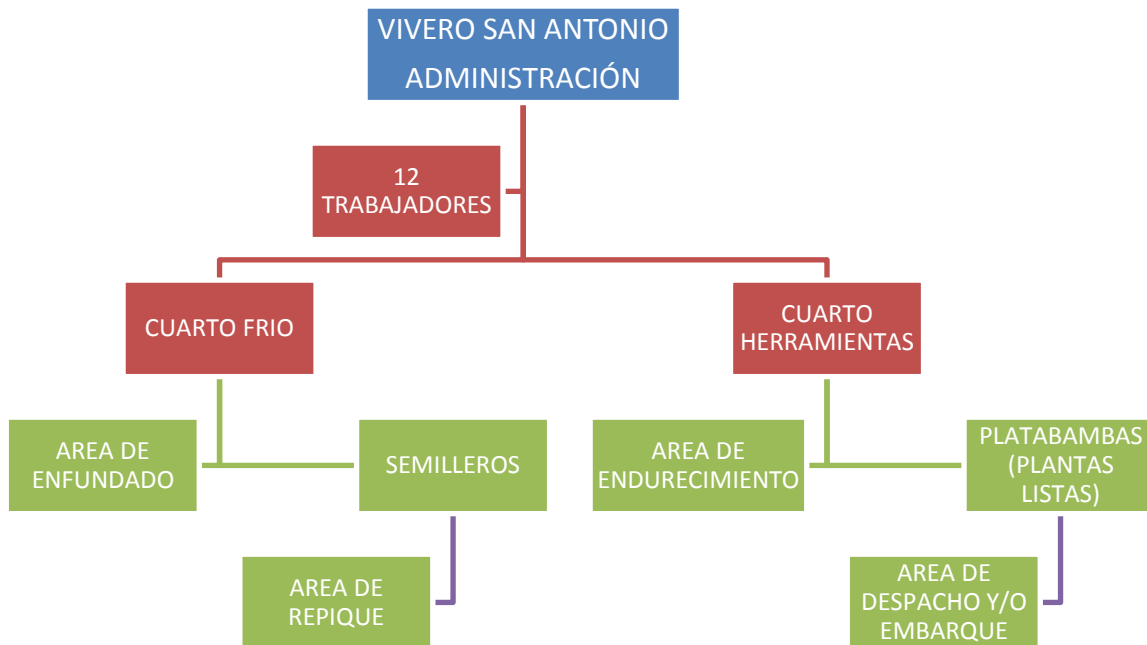 VIVERO SAN ANTONIO
ADMINISTRACIÓN
12
TRABAJADORES
CUARTO FRIO
CUARTO
HERRAMIENTAS
AREA DE
ENFUNDADO
SEMILLEROS
AREA DE
ENDURECIMIENTO
PLATABAMBAS
(PLANTAS
LISTAS)
AREA DE
REPIQUE
AREA DE
DESPACHO Y/O
EMBARQUE